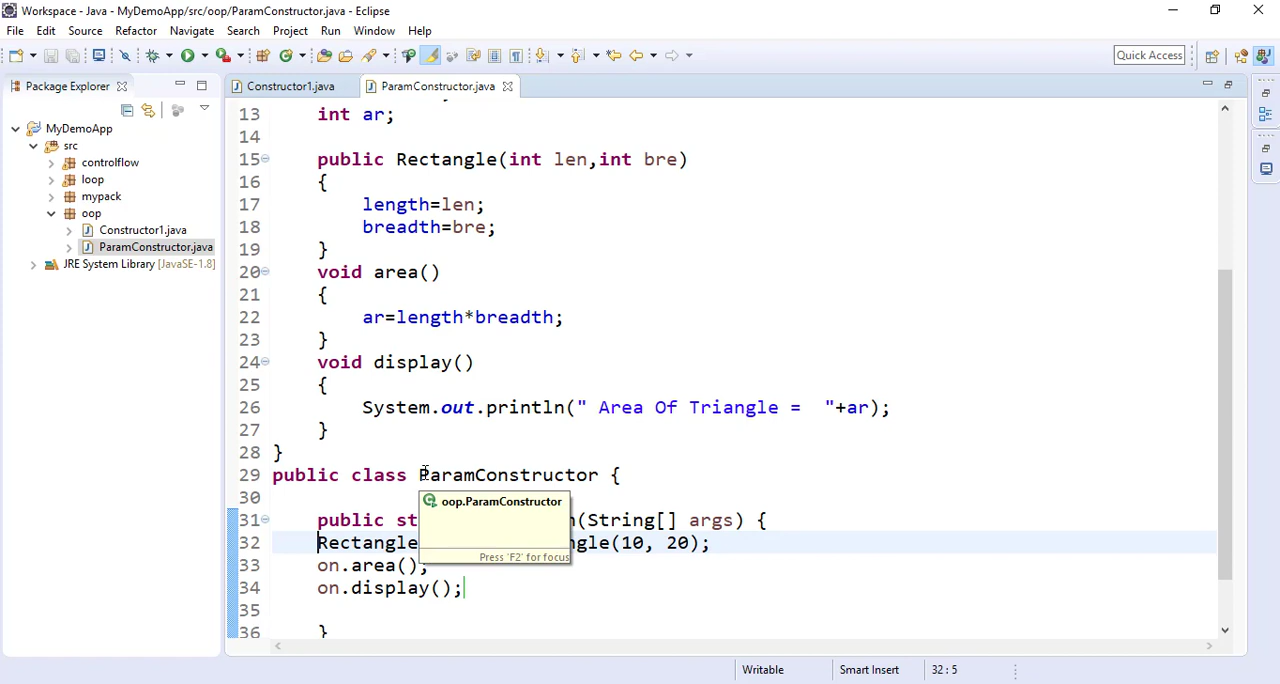 Workspace - Java - MyDemoApp/src/oop/ParamConstructor.java - Eclipse
File Edit Source Refactor Navigate Search Project Run Window Help
Quick Access
Package Explorer
Constructor1.java
ParamConstructor.java
MyDemoApp
src
controlflow
loop
mypack
oop
Constructor1.java
ParamConstructor.java
JRE System Library [JavaSE-1.8]
13 int ar;
14
15 public Rectangle(int len,int bre)
16 {
17 length=len;
18 breadth=bre;
19 }
20 void area()
21 {
22 ar=length*breadth;
23 }
24 void display()
25 {
26 System.out.println(" Area Of Triangle =  "+ar);
27 }
28 }
29 public class ParamConstructor {
30
oop.ParamConstructor
31 public st n(String[] args) {
32 Rectangle ngle(10, 20);
Press 'F2' for focus
33 on.area();
34 on.display();
35
36 }
Writable Smart Insert 32 : 5